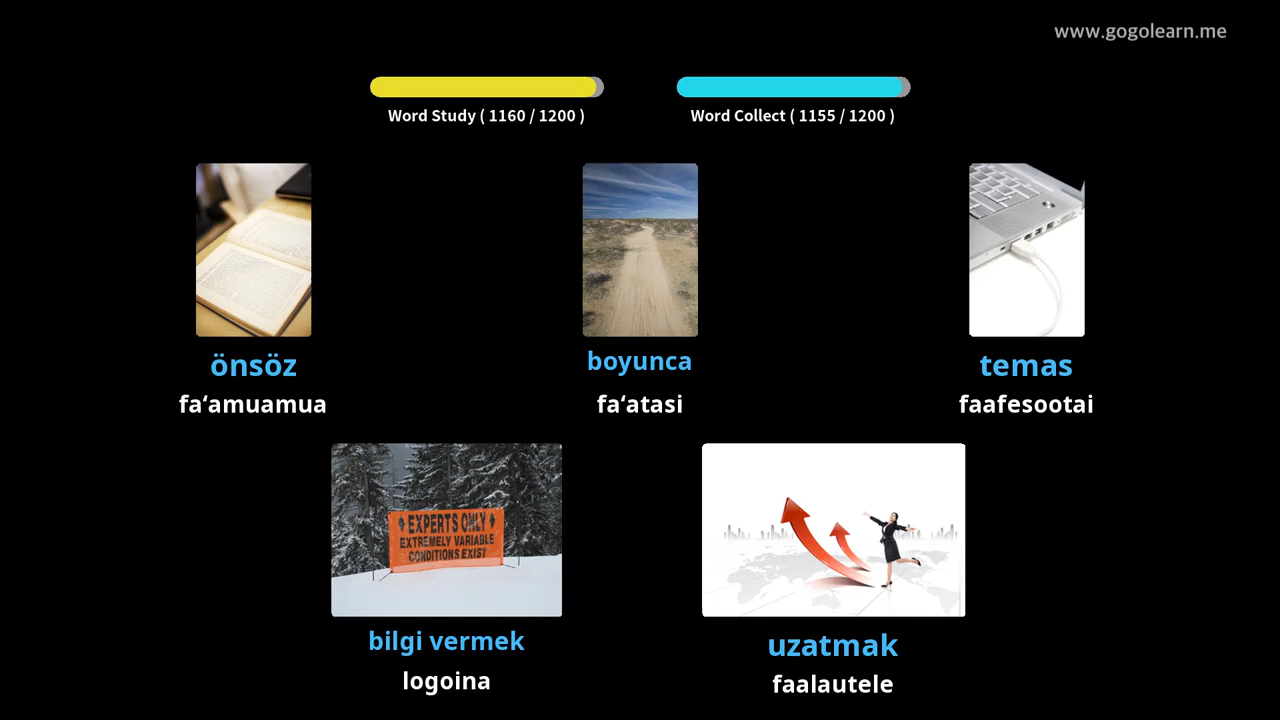 www.gogolearn.me
Word Study ( 1160 / 1200 )
Word Collect ( 1155 / 1200 )
önsöz
boyunca
temas
fa‘amuamua
fa‘atasi
faafesootai
EXPERTS ONLY
EXTREMELY VARIABLE
CONDITIONS EXIST
bilgi vermek
uzatmak
logoina
faalautele